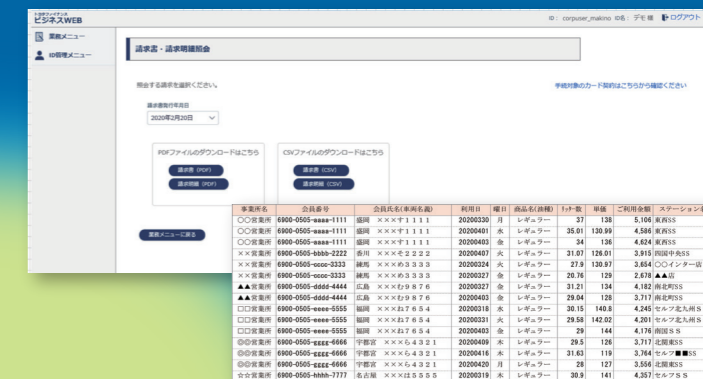 トヨタファイナンス
ビジネスWEB
ID： corpuser_makino ID名： デモ様 ログアウト
業務メニュー
ID管理メニュー
請求書・請求明細照会
照会する請求を選択ください。
手続対象のカード契約はこちらから確認ください
請求書発行年月日
2020年2月20日
PDFファイルのダウンロードはこちら CSVファイルのダウンロードはこちら
請求書（PDF） 請求書（CSV）
請求明細（PDF） 請求明細（CSV）
業務メニューに戻る
事業所名 会員番号 会員氏名(車両名義) 利用日 曜日 商品名(油種) ﾘｯﾀｰ数 単価 ご利用金額 ステーション名
〇〇営業所 6900-0505-aaaa-1111 盛岡 ×××す１１１１ 20200330 月 レギュラー 37 138 5,106 東西SS
〇〇営業所 6900-0505-aaaa-1111 盛岡 ×××す１１１１ 20200401 水 レギュラー 35.01 130.99 4,586 東西SS
〇〇営業所 6900-0505-aaaa-1111 盛岡 ×××す１１１１ 20200403 金 レギュラー 34 136 4,624 東西SS
××営業所 6900-0505-bbbb-2222 香川 ×××そ２２２２ 20200407 火 レギュラー 31.07 126.01 3,915 四国中央SS
××営業所 6900-0505-cccc-3333 練馬 ×××め３３３３ 20200324 火 レギュラー 27.9 130.97 3,654 〇〇インター店
××営業所 6900-0505-cccc-3333 練馬 ×××め３３３３ 20200327 金 レギュラー 20.76 129 2,678 ▲▲店
▲▲営業所 6900-0505-dddd-4444 広島 ×××む９８７６ 20200327 金 レギュラー 31.21 134 4,182 南北町SS
▲▲営業所 6900-0505-dddd-4444 広島 ×××む９８７６ 20200403 金 レギュラー 29.04 128 3,717 南北町SS
□□営業所 6900-0505-eeee-5555 福岡 ×××ね７６５４ 20200318 水 レギュラー 30.15 140.8 4,245 セルフ北九州Ｓ
□□営業所 6900-0505-eeee-5555 福岡 ×××ね７６５４ 20200331 火 レギュラー 29.58 142.02 4,201 セルフ北九州Ｓ
□□営業所 6900-0505-eeee-5555 福岡 ×××ね７６５４ 20200403 金 レギュラー 29 144 4,176 南国ＳＳ
◎◎営業所 6900-0505-gggg-6666 宇都宮 ×××ら４３２１ 20200409 木 レギュラー 29.5 126 3,717 北関東SS
◎◎営業所 6900-0505-gggg-6666 宇都宮 ×××ら４３２１ 20200416 木 レギュラー 31.63 119 3,764 セルフ■■SS
◎◎営業所 6900-0505-gggg-6666 宇都宮 ×××ら４３２１ 20200420 月 レギュラー 28 127 3,556 北関東SS
☆☆営業所 6900-0505-hhhh-7777 名古屋 ×××は５５５５ 20200319 木 レギュラー 30.9 141 4,357 セルフSS